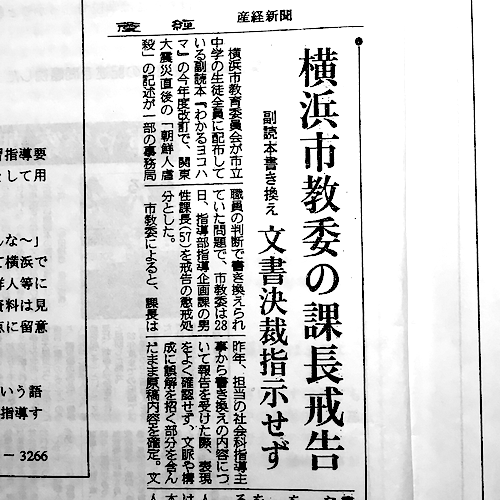 産経
産経新聞
横浜市教委の課長戒告
副読本書き換え
文書決裁指示せず
横浜市教育委員会が市立
中学の生徒全員に配布して
いる副読本『わかるヨコハ
マ』の今年度改訂で、関東
大震災直後の「朝鮮人虐
殺」の記述が一部の事務局
職員の判断で書き換えられ
ていた問題で、市教委は28
日、指導部指導企画課の男
性課長(57)を戒告の懲戒処
分とした。
市教委によると、課長は
昨年、担当の社会科指導主
事から書き換えの内容につ
いて報告を受けた際、表現
をよく確認せず、文脈や構
成に誤解を招く部分を含ん
だまま原稿内容を確定。文
習指導要
として用
んな～」
て横浜で
鮮人等に
資料は見
点に留意
いう語
指導す
－3266